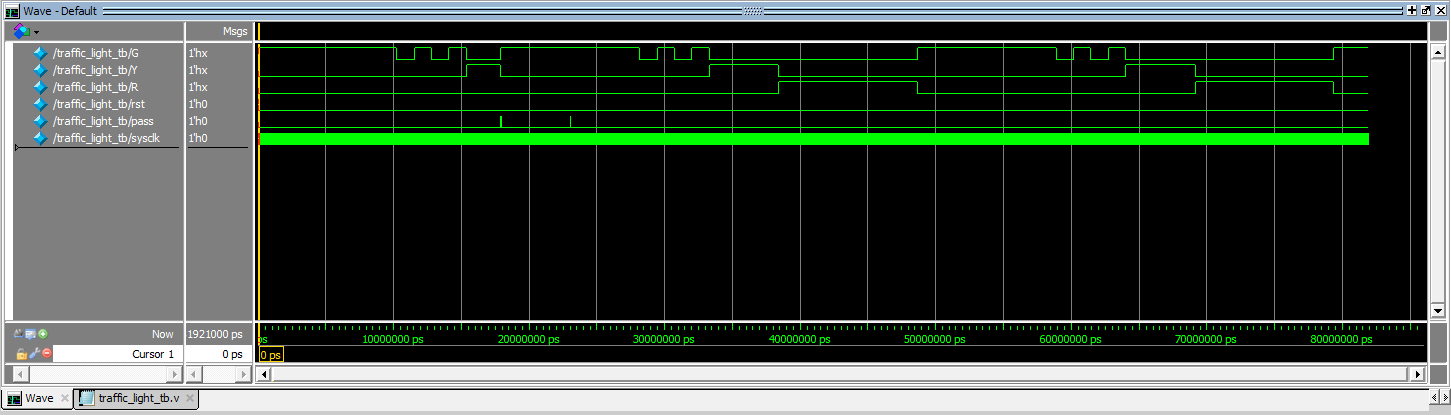 Wave - Default
Msgs
/traffic_light_tb/G 1'hx
/traffic_light_tb/Y 1'hx
/traffic_light_tb/R 1'hx
/traffic_light_tb/rst 1'h0
/traffic_light_tb/pass 1'h0
/traffic_light_tb/sysclk 1'h0
Now 1921000 ps
ps 10000000 ps 20000000 ps 30000000 ps 40000000 ps 50000000 ps 60000000 ps 70000000 ps 80000000 ps
Cursor 1 0 ps 0 ps
Wave traffic_light_tb.v